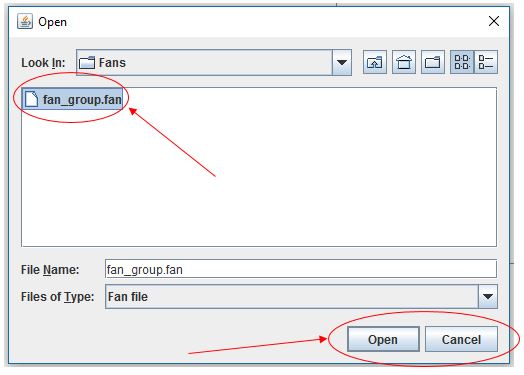 Open
Look In: Fans
fan_group.fan
File Name: fan_group.fan
Files of Type: Fan file
Open Cancel